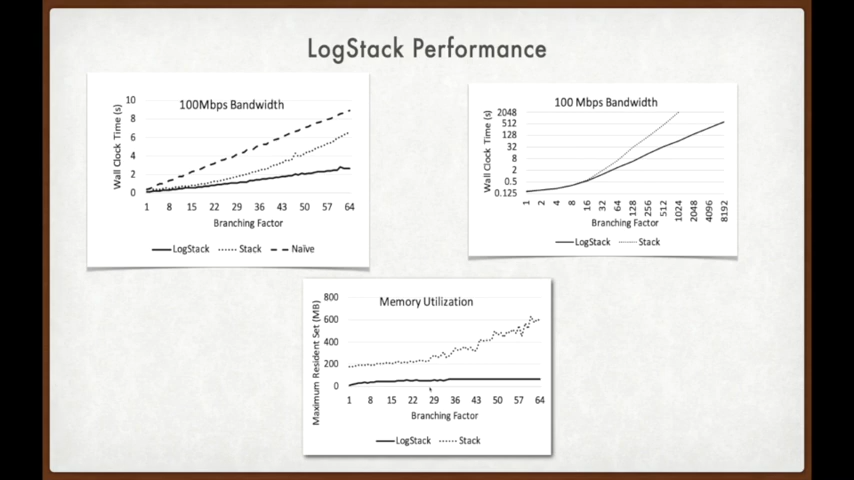 LogStack Performance
100Mbps Bandwidth
Wall Clock Time (s)
10
8
6
4
2
0
1 8 15 22 29 36 43 50 57 64
Branching Factor
LogStack Stack Naïve
100 Mbps Bandwidth
Wall Clock Time (s)
2048
512
128
32
8
2
0.5
0.125
1 2 4 8 16 32 64 128 256 512 1024 2048 4096 8192
Branching Factor
LogStack Stack
Memory Utilization
Maximum Resident Set (MB)
800
600
400
200
0
1 8 15 22 29 36 43 50 57 64
Branching Factor
LogStack Stack